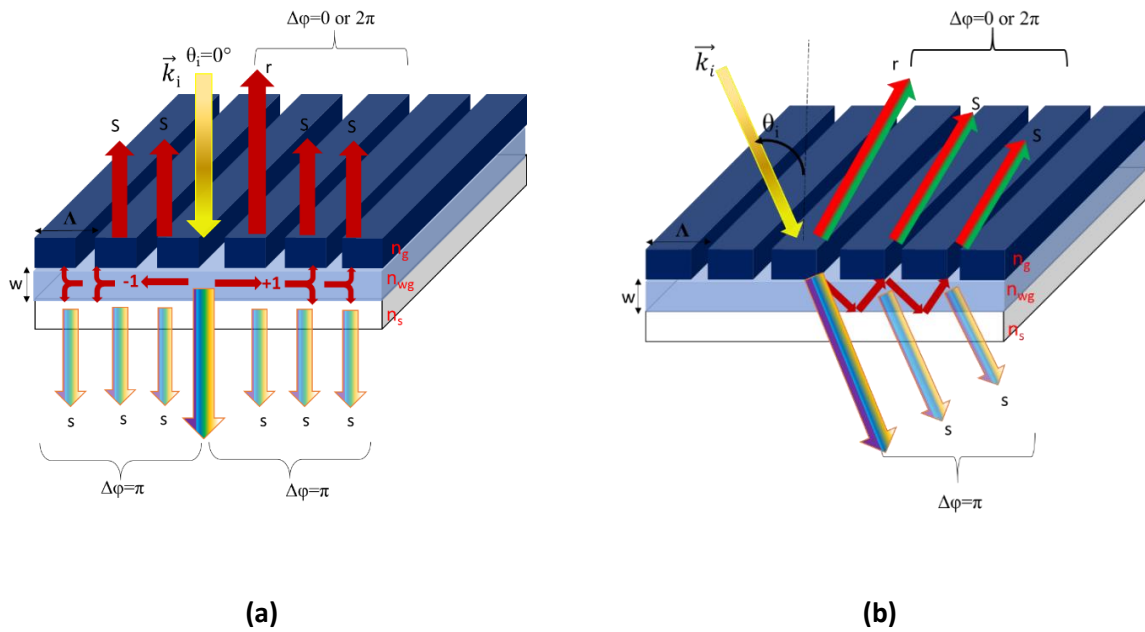 Δφ=0 or 2π
θi=0°
k⃗i
r
S
S
S
S
Λ
ng
w
-1
+1
nwg
ns
s
s
s
s
s
s
Δφ=π
Δφ=π
(a)
Δφ=0 or 2π
k⃗i
r
θi
S
S
Λ
ng
w
nwg
ns
s
s
Δφ=π
(b)